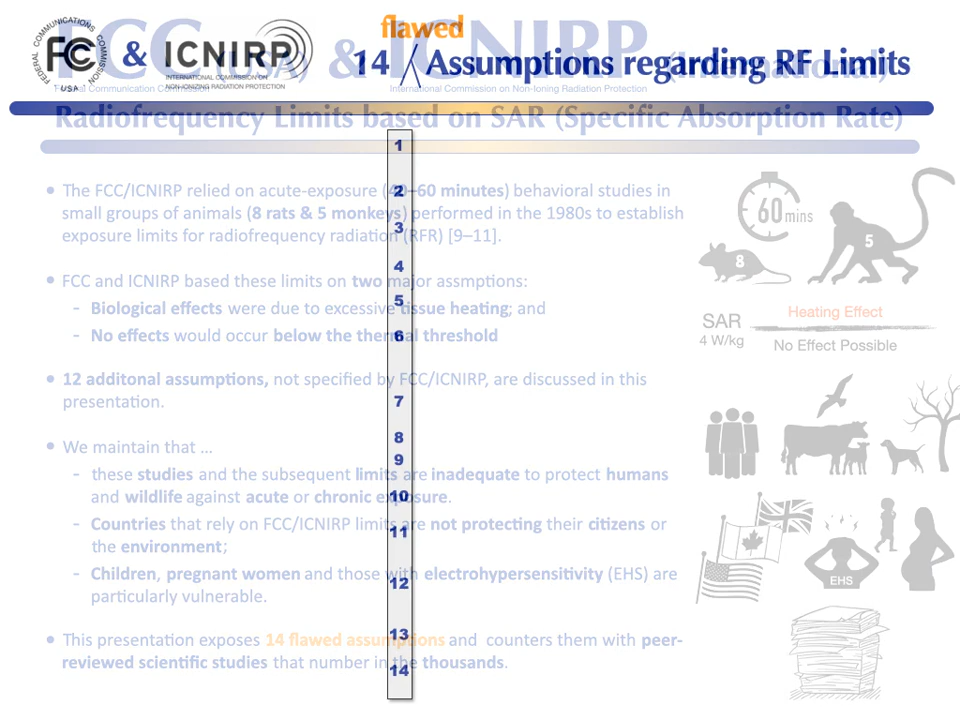 flawed
FCC & ICNIRP 14 Assumptions regarding RF Limits
FEDERAL COMMUNICATIONS COMMISSION
USA
INTERNATIONAL COMMISSION ON
NON-IONIZING RADIATION PROTECTION
FCC (USA) & ICNIRP (International)
Federal Communication Commission
International Commission on Non-Ioning Radiation Protection
Radiofrequency Limits based on SAR (Specific Absorption Rate)
• The FCC/ICNIRP relied on acute-exposure (40–60 minutes) behavioral studies in
small groups of animals (8 rats & 5 monkeys) performed in the 1980s to establish
exposure limits for radiofrequency radiation (RFR) [9–11].
• FCC and ICNIRP based these limits on two major assmptions:
- Biological effects were due to excessive tissue heating; and
- No effects would occur below the thermal threshold
• 12 additonal assumptions, not specified by FCC/ICNIRP, are discussed in this
presentation.
• We maintain that ...
- these studies and the subsequent limits are inadequate to protect humans
and wildlife against acute or chronic exposure.
- Countries that rely on FCC/ICNIRP limits are not protecting their citizens or
the environment;
- Children, pregnant women and those with electrohypersensitivity (EHS) are
particularly vulnerable.
• This presentation exposes 14 flawed assumptions and counters them with peer-
reviewed scientific studies that number in the thousands.
1
2
3
4
5
6
7
8
9
10
11
12
13
14
60 mins
8
5
SAR
4 W/kg
Heating Effect
No Effect Possible
EHS